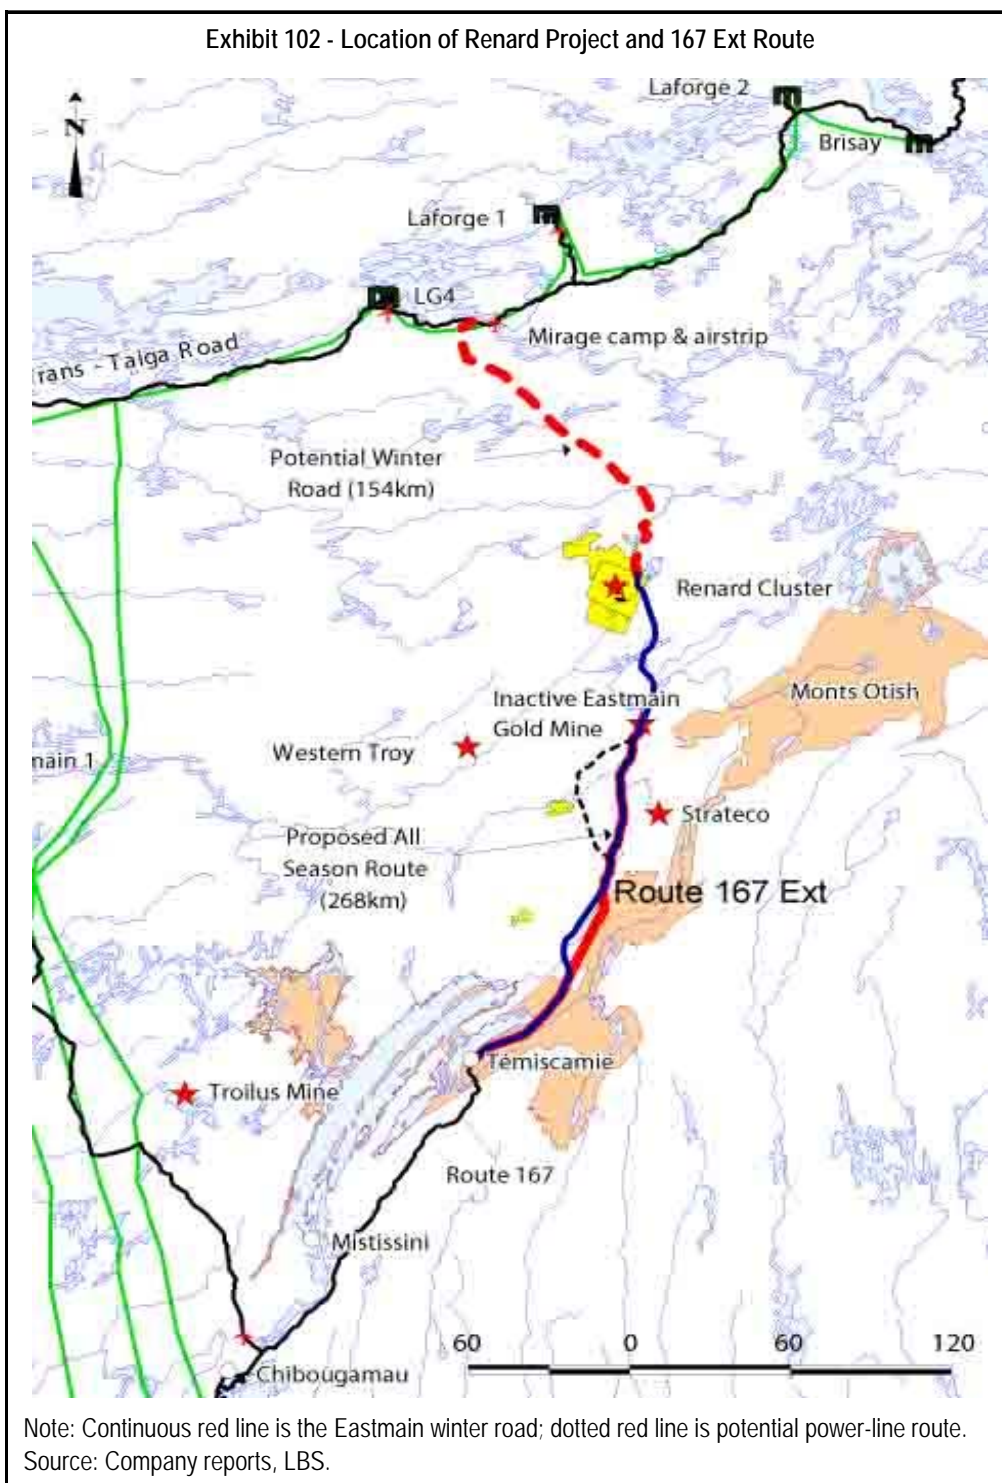 Exhibit 102 - Location of Renard Project and 167 Ext Route
Laforge 2
N
Brisay
Laforge 1
LG4
Mirage camp & airstrip
rans - Taiga Road
Potential Winter
Road (154km)
Renard Cluster
Monts Otish
Inactive Eastmain
Gold Mine
Western Troy
main 1
Strateco
Proposed All
Season Route
(268km)
Route 167 Ext
Témiscamie
Troilus Mine
Route 167
Mistissini
60 0 60 120
Chibougamau
Note: Continuous red line is the Eastmain winter road; dotted red line is potential power-line route.
Source: Company reports, LBS.